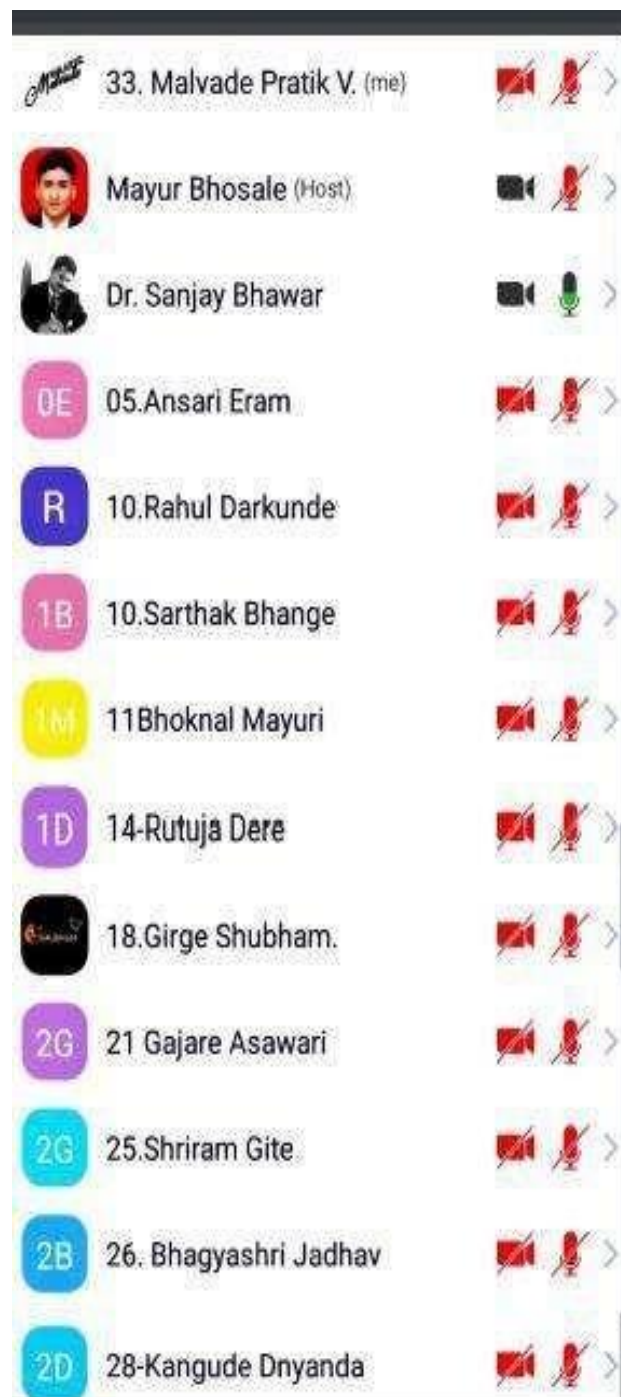 33. Malvade Pratik V. (me)
Mayur Bhosale (Host)
Dr. Sanjay Bhawar
0E 05.Ansari Eram
R 10.Rahul Darkunde
1B 10.Sarthak Bhange
1M 11Bhoknal Mayuri
1D 14-Rutuja Dere
18.Girge Shubham.
2G 21 Gajare Asawari
2G 25.Shriram Gite
2B 26. Bhagyashri Jadhav
2D 28-Kangude Dnyanda